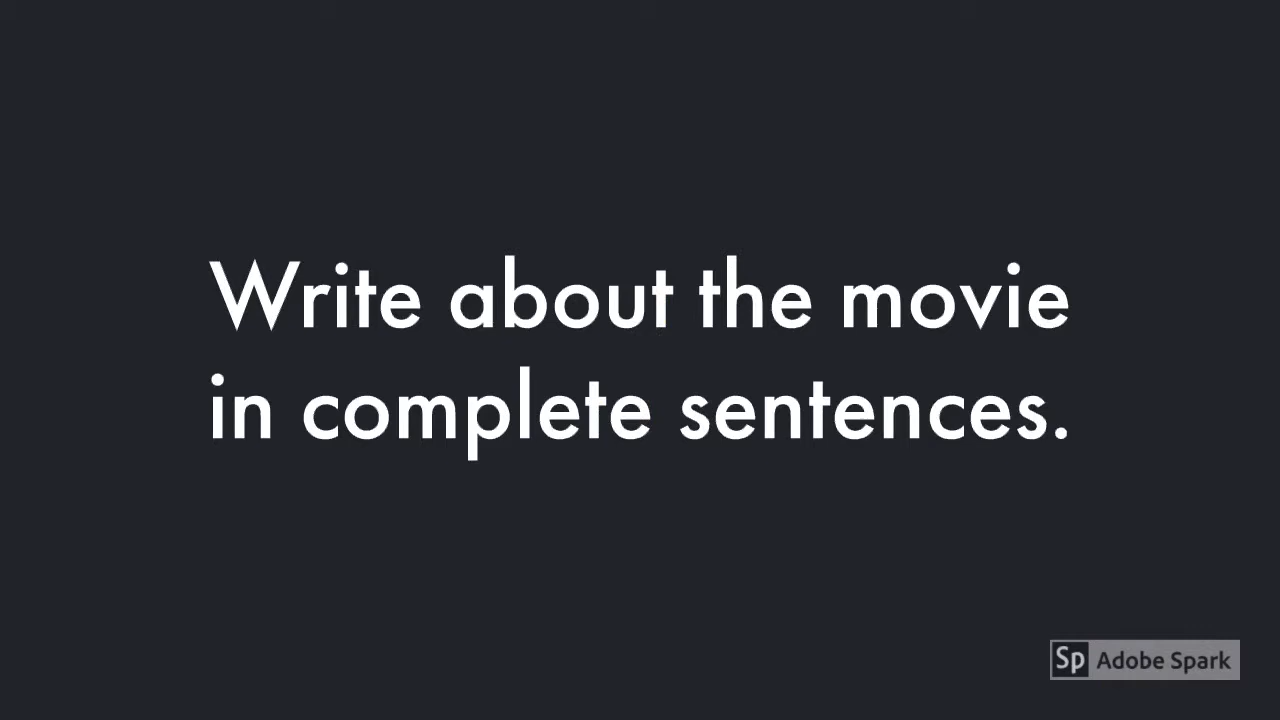 Write about the movie
in complete sentences.
Sp Adobe Spark